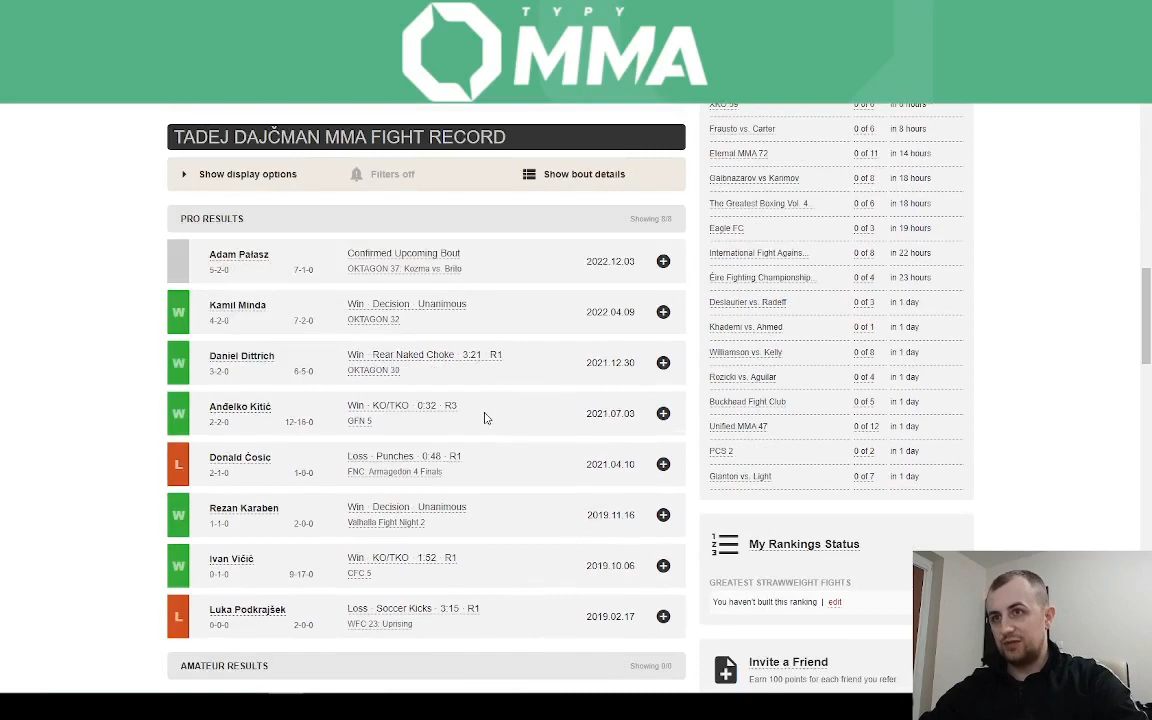 TYPY
MMA
TADEJ DAJČMAN MMA FIGHT RECORD
Show display options
Filters off
Show bout details
PRO RESULTS
Showing 8/8
Adam Pałasz
Confirmed Upcoming Bout
5-2-0
7-1-0
OKTAGON 37: Kozma vs. Brito
2022.12.03
W
Kamil Minda
Win · Decision · Unanimous
4-2-0
7-2-0
OKTAGON 32
2022.04.09
W
Daniel Dittrich
Win · Rear Naked Choke · 3:21 · R1
3-2-0
6-5-0
OKTAGON 30
2021.12.30
W
Anđelko Kitić
Win · KO/TKO · 0:32 · R3
2-2-0
12-16-0
GFN 5
2021.07.03
L
Donald Ćosic
Loss · Punches · 0:48 · R1
2-1-0
1-0-0
FNC: Armagedon 4 Finals
2021.04.10
W
Rezan Karaben
Win · Decision · Unanimous
1-1-0
2-0-0
Valhalla Fight Night 2
2019.11.16
W
Ivan Vičič
Win · KO/TKO · 1:52 · R1
0-1-0
9-17-0
CFC 5
2019.10.06
L
Luka Podkrajšek
Loss · Soccer Kicks · 3:15 · R1
0-0-0
2-0-0
WFC 23: Uprising
2019.02.17
AMATEUR RESULTS
Showing 0/0
Frausto vs. Carter 0 of 6 in 8 hours
Eternal MMA 72 0 of 11 in 14 hours
Gaibnazarov vs Karimov 0 of 8 in 18 hours
The Greatest Boxing Vol. 4... 0 of 6 in 18 hours
Eagle FC 0 of 3 in 19 hours
International Fight Agains... 0 of 8 in 22 hours
Éire Fighting Championship... 0 of 4 in 23 hours
Deslaurier vs. Radeff 0 of 3 in 1 day
Khademi vs. Ahmed 0 of 1 in 1 day
Williamson vs. Kelly 0 of 8 in 1 day
Rozicki vs. Aguilar 0 of 4 in 1 day
Buckhead Fight Club 0 of 5 in 1 day
Unified MMA 47 0 of 12 in 1 day
PCS 2 0 of 2 in 1 day
Glanton vs. Light 0 of 7 in 1 day
1
2
3
My Rankings Status
GREATEST STRAWWEIGHT FIGHTS
You haven't built this ranking | edit
Invite a Friend
Earn 100 points for each friend you refer